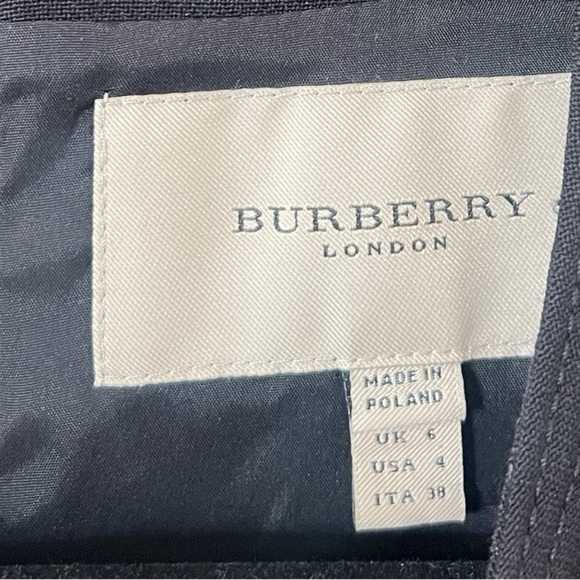 BURBERRY
LONDON
MADE IN
POLAND
UK 6
USA 4
ITA 38